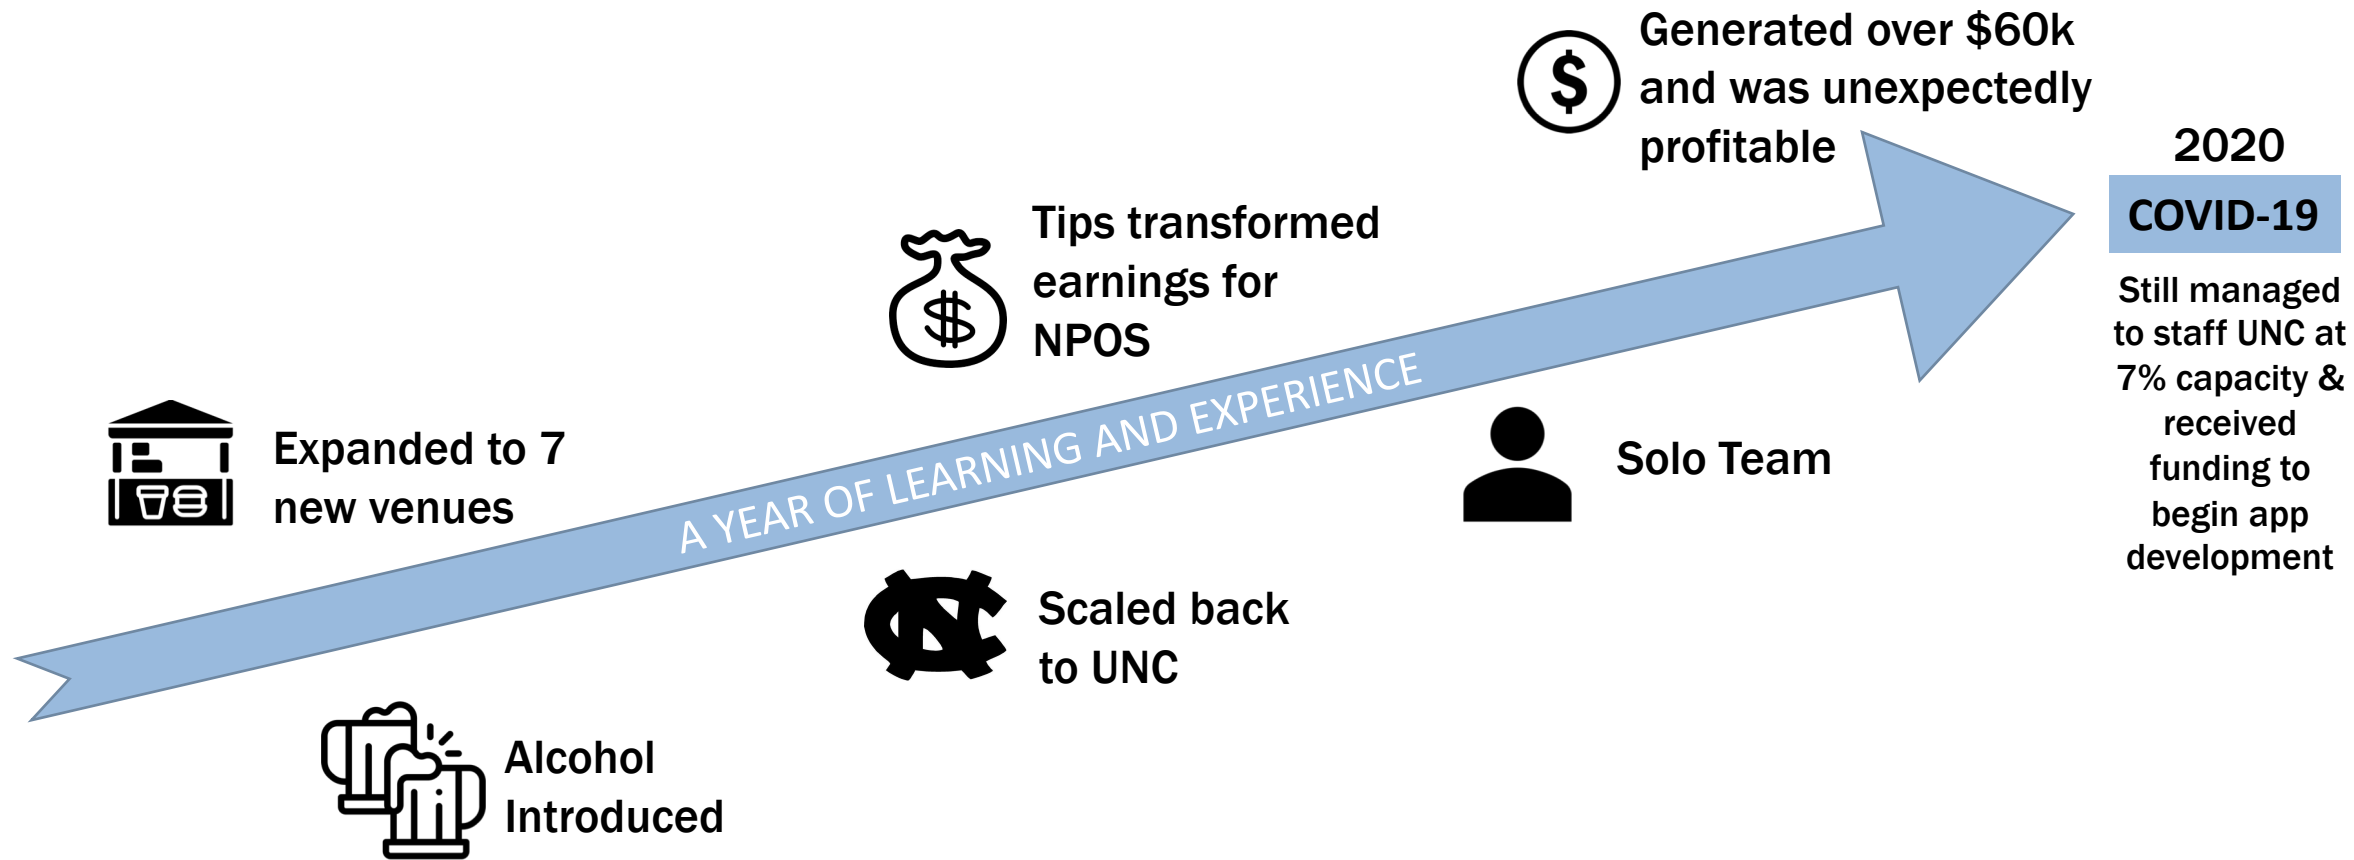 Generated over $60k
and was unexpectedly
profitable
2020
COVID-19
Still managed
to staff UNC at
7% capacity &
received
funding to
begin app
development
Tips transformed
earnings for
NPOS
Expanded to 7
new venues
A YEAR OF LEARNING AND EXPERIENCE
Solo Team
Scaled back
to UNC
Alcohol
Introduced